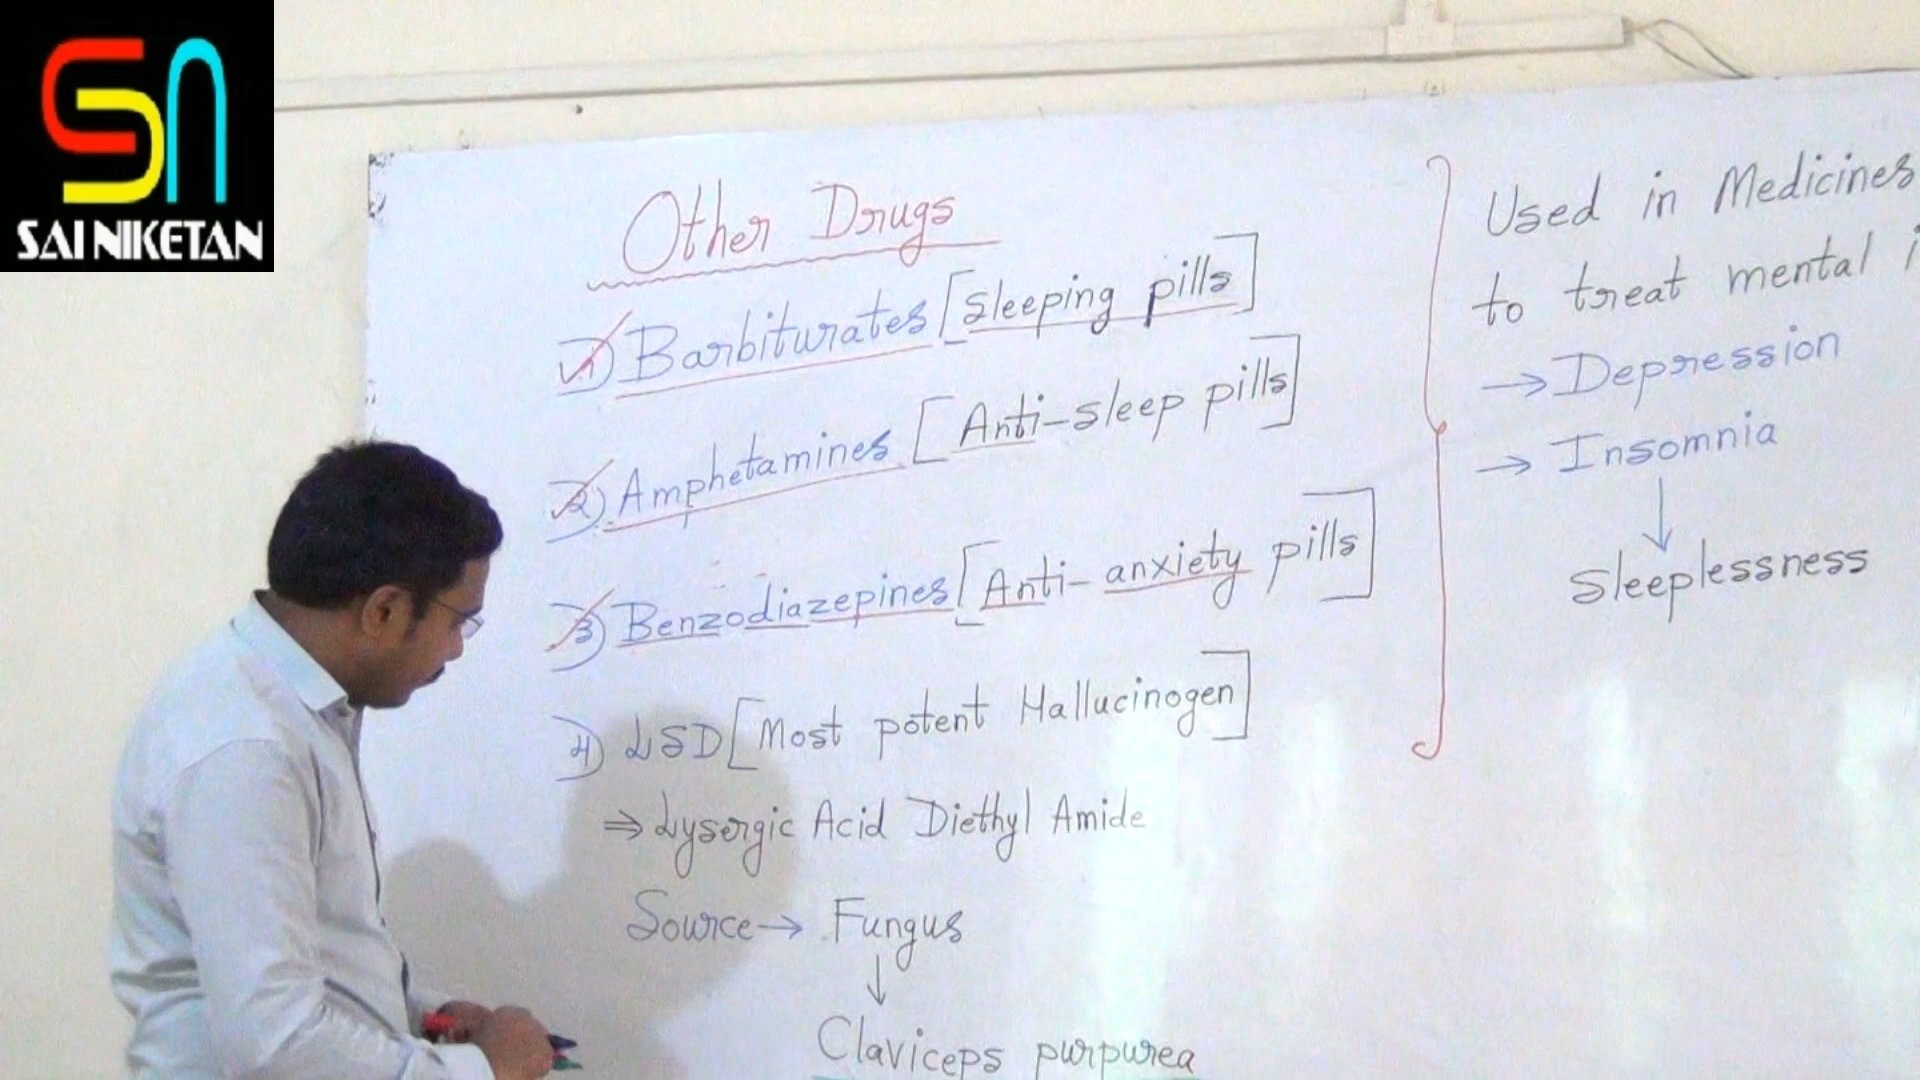 SAI NIKETAN
Other Drugs
1) Barbiturates [Sleeping pills]
2) Amphetamines [Anti-sleep pills]
3) Benzodiazepines [Anti-anxiety pills]
4) LSD [Most potent Hallucinogen]
⇒ Lysergic Acid Diethyl Amide
Source → Fungus
↓
Claviceps purpurea
Used in Medicines
to treat mental
→ Depression
→ Insomnia
↓
Sleeplessness